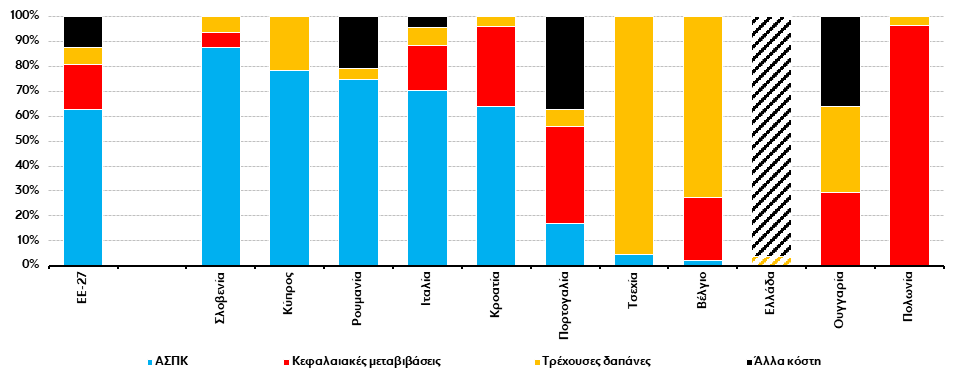 100%
90%
80%
70%
60%
50%
40%
30%
20%
10%
0%
ΕΕ-27
Σλοβενία
Κύπρος
Ρουμανία
Ιταλία
Κροατία
Πορτογαλία
Τσεχία
Βέλγιο
Ελλάδα
Ουγγαρία
Πολωνία
ΑΣΠΚ
Κεφαλαιακές μεταβιβάσεις
Τρέχουσες δαπάνες
Άλλα κόστη